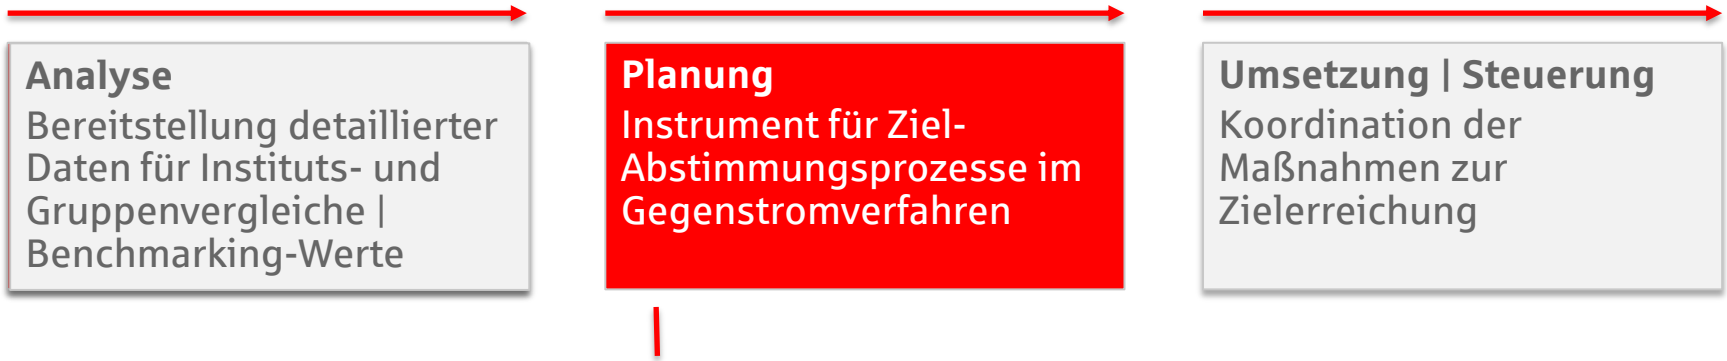 Analyse
Bereitstellung detaillierter
Daten für Instituts- und
Gruppenvergleiche |
Benchmarking-Werte
Planung
Instrument für Ziel-
Abstimmungsprozesse im
Gegenstromverfahren
Umsetzung | Steuerung
Koordination der
Maßnahmen zur
Zielerreichung